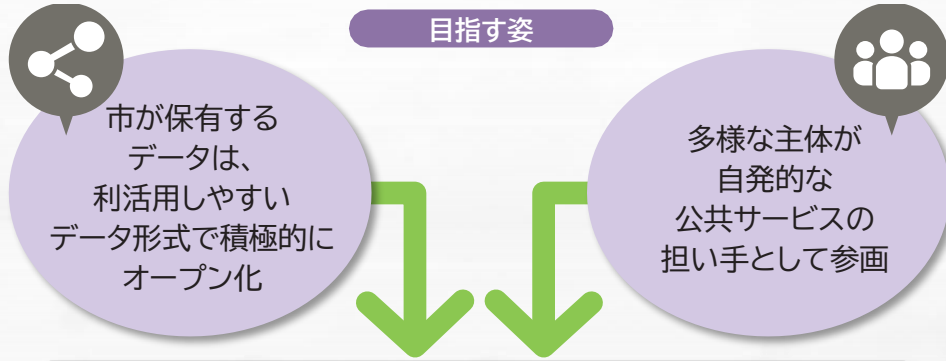 目指す姿
市が保有する
データは、
利活用しやすい
データ形式で積極的に
オープン化
多様な主体が
自発的な
公共サービスの
担い手として参画